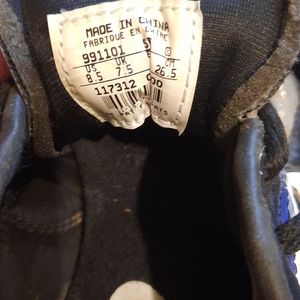 MADE IN CHINA
FABRIQUE EN CHINE
991101
US UK CM
8.5 7.5 26.5
117312